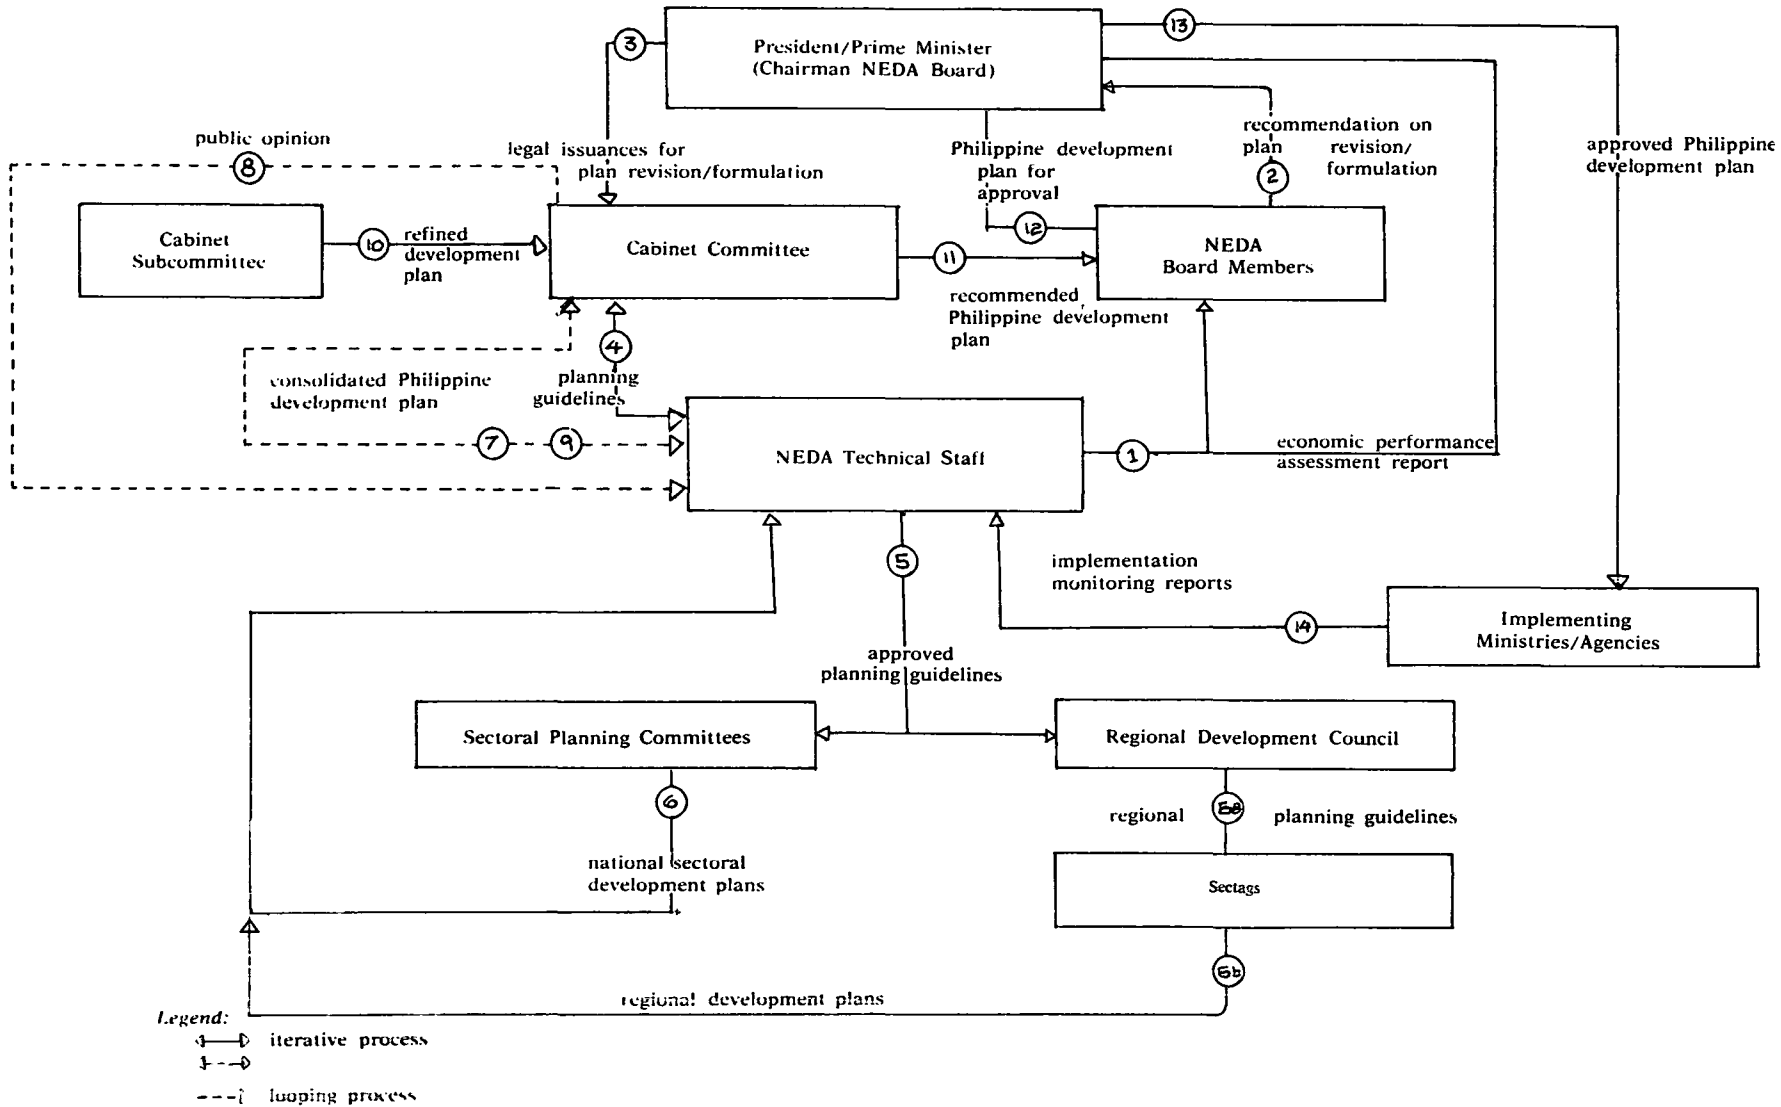 13
3
President/Prime Minister
(Chairman NEDA Board)
public opinion
8
legal issuances for
plan revision/formulation
Philippine development
plan for
approval
recommendation on
plan revision/
formulation
2
approved Philippine
development plan
Cabinet
Subcommittee
10
refined
development
plan
Cabinet Committee
11
12
NEDA
Board Members
recommended
Philippine development
plan
4
consolidated Philippine
development plan
planning
guidelines
7
9
NEDA Technical Staff
1
economic performance
assessment report
5
implementation
monitoring reports
14
Implementing
Ministries/Agencies
approved
planning guidelines
Sectoral Planning Committees
Regional Development Council
6
5a
regional planning guidelines
national sectoral
development plans
Sectags
5b
regional development plans
Legend:
iterative process
looping process